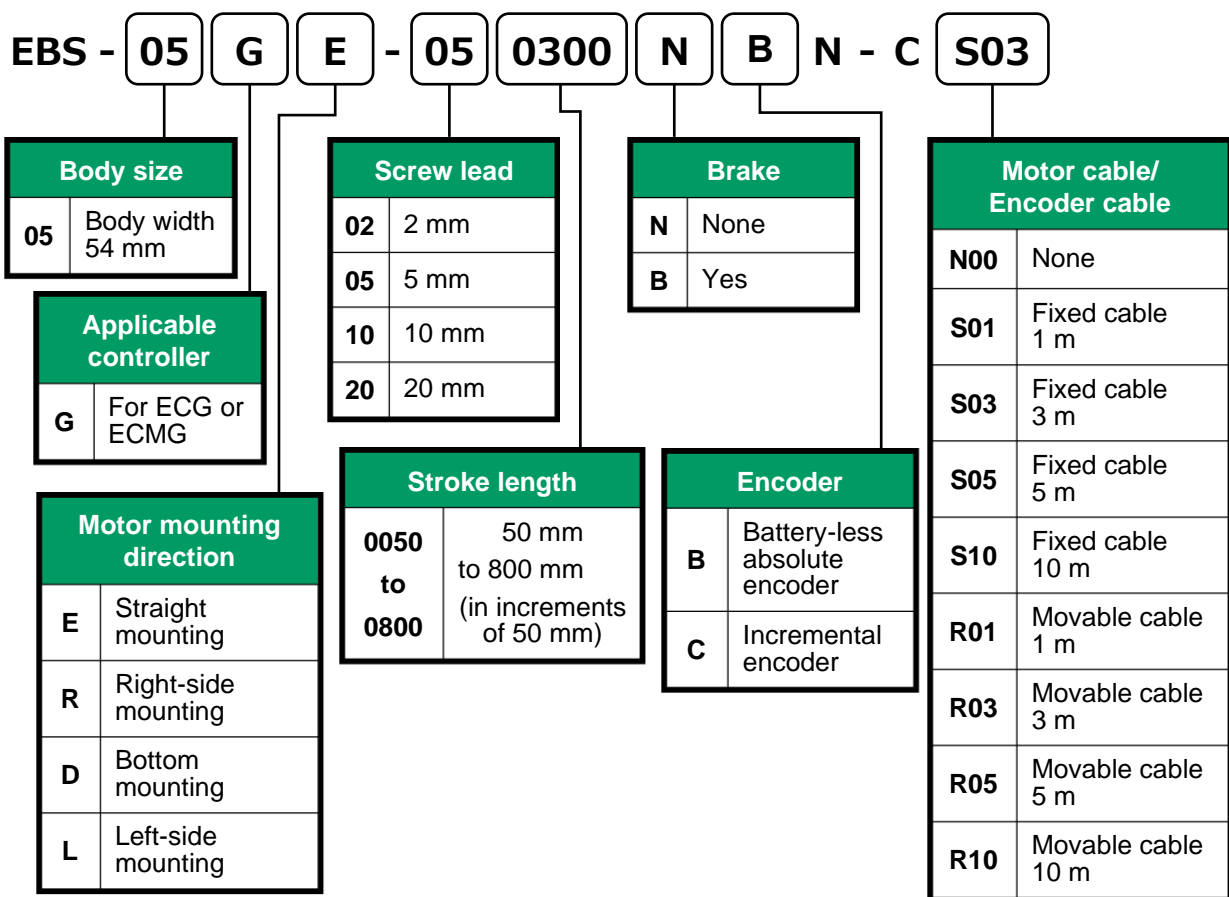 EBS - 05 G E - 05 0300 N B N - C S03
Body size
05 Body width
54 mm
Applicable
controller
G For ECG or
ECMG
Motor mounting
direction
E Straight
mounting
R Right-side
mounting
D Bottom
mounting
L Left-side
mounting
Screw lead
02 2 mm
05 5 mm
10 10 mm
20 20 mm
Stroke length
0050 50 mm
to to 800 mm
0800 (in increments
of 50 mm)
Brake
N None
B Yes
Encoder
B Battery-less
absolute
encoder
C Incremental
encoder
Motor cable/
Encoder cable
N00 None
S01 Fixed cable
1 m
S03 Fixed cable
3 m
S05 Fixed cable
5 m
S10 Fixed cable
10 m
R01 Movable cable
1 m
R03 Movable cable
3 m
R05 Movable cable
5 m
R10 Movable cable
10 m